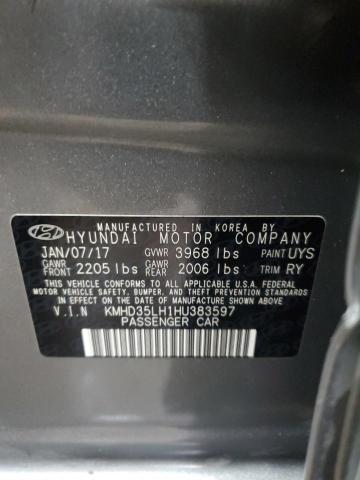 MANUFACTURED IN KOREA BY
HYUNDAI MOTOR COMPANY
JAN/07/17 GVWR 3968 lbs PAINT UYS
GAWR FRONT 2205 lbs GAWR REAR 2006 lbs TRIM RY
THIS VEHICLE CONFORMS TO ALL APPLICABLE U.S.A. FEDERAL
MOTOR VEHICLE SAFETY, BUMPER, AND THEFT PREVENTION
STANDARDS IN EFFECT ON THE DATE OF MANUFACTURE SHOWN ABOVE.
V.I.N KMHD35LH1HU383597
PASSENGER CAR